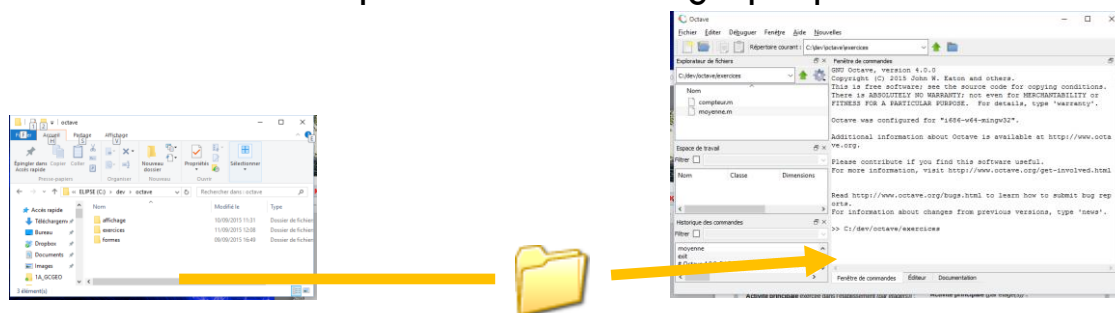 Octave
Fichier Editer Débuguer Fenêtre Aide Nouvelles
Répertoire courant : C:\dev\octave\exercices
Explorateur de fichiers
C:/dev/octave/exercices
Nom
compteur.m
moyenne.m
Espace de travail
Filtrer
Nom Classe Dimensions
Historique des commandes
Filtrer
moyenne
exit
Fenêtre de commandes
GNU Octave, version 4.0.0
Copyright (C) 2015 John W. Eaton and others.
This is free software; see the source code for copying conditions.
There is ABSOLUTELY NO WARRANTY; not even for MERCHANTABILITY or
FITNESS FOR A PARTICULAR PURPOSE. For details, type 'warranty'.
Octave was configured for "i686-w64-mingw32".
Additional information about Octave is available at http://www.octa
ve.org.
Please contribute if you find this software useful.
For more information, visit http://www.octave.org/get-involved.html
Read http://www.octave.org/bugs.html to learn how to submit bug rep
orts.
For information about changes from previous versions, type 'news'.
>> C:/dev/octave/exercices
Fenêtre de commandes Éditeur Documentation
octave
Accueil Partage Affichage
Épingler dans Accès rapide
Copier Coller
Nouveau dossier
Propriétés
Sélectionner
Presse-papiers Organiser Nouveau Ouvrir
ELIPSE (C:) › dev › octave
Rechercher dans : octave
Nom Modifié le Type
affichage 10/09/2015 11:31 Dossier de fichier
exercices 11/09/2015 12:08 Dossier de fichier
formes 09/09/2015 16:49 Dossier de fichier
Accès rapide
Téléchargem
Bureau
Dropbox
Documents
Images
1A_GCGEO
3 élément(s)